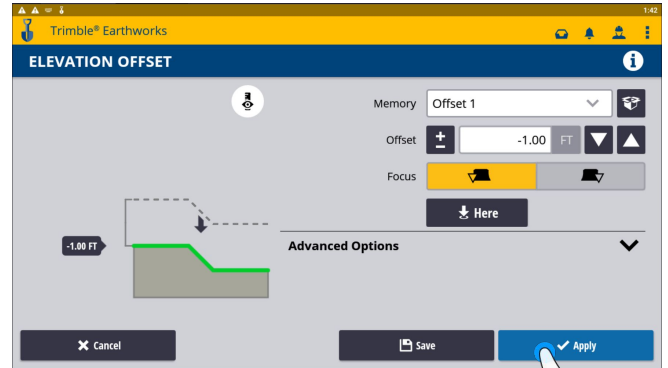 1:42
Trimble® Earthworks
ELEVATION OFFSET
Memory Offset 1
Offset -1.00 FT
Focus
Here
-1.00 FT
Advanced Options
Cancel
Save
Apply